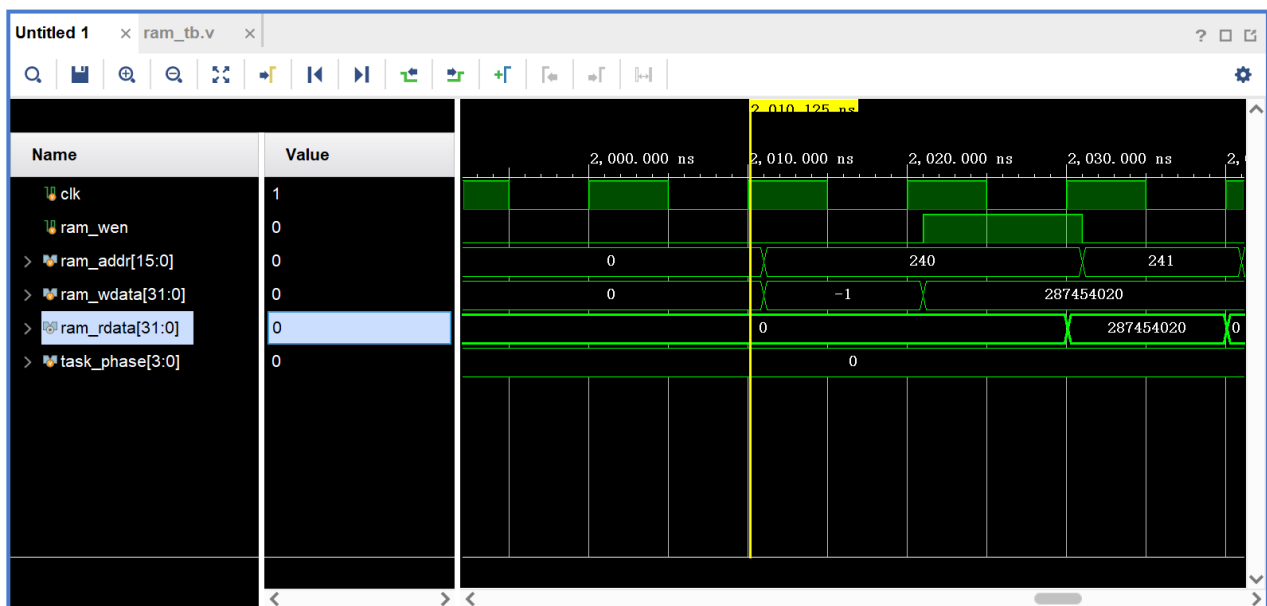 Untitled 1 × ram_tb.v ×
?
2,010.125 ns
Name Value
2,000.000 ns 2,010.000 ns 2,020.000 ns 2,030.000 ns 2,
clk 1
ram_wen 0
> ram_addr[15:0] 0 0 240 241
> ram_wdata[31:0] 0 0 -1 287454020
> ram_rdata[31:0] 0 0 287454020 0
> task_phase[3:0] 0 0